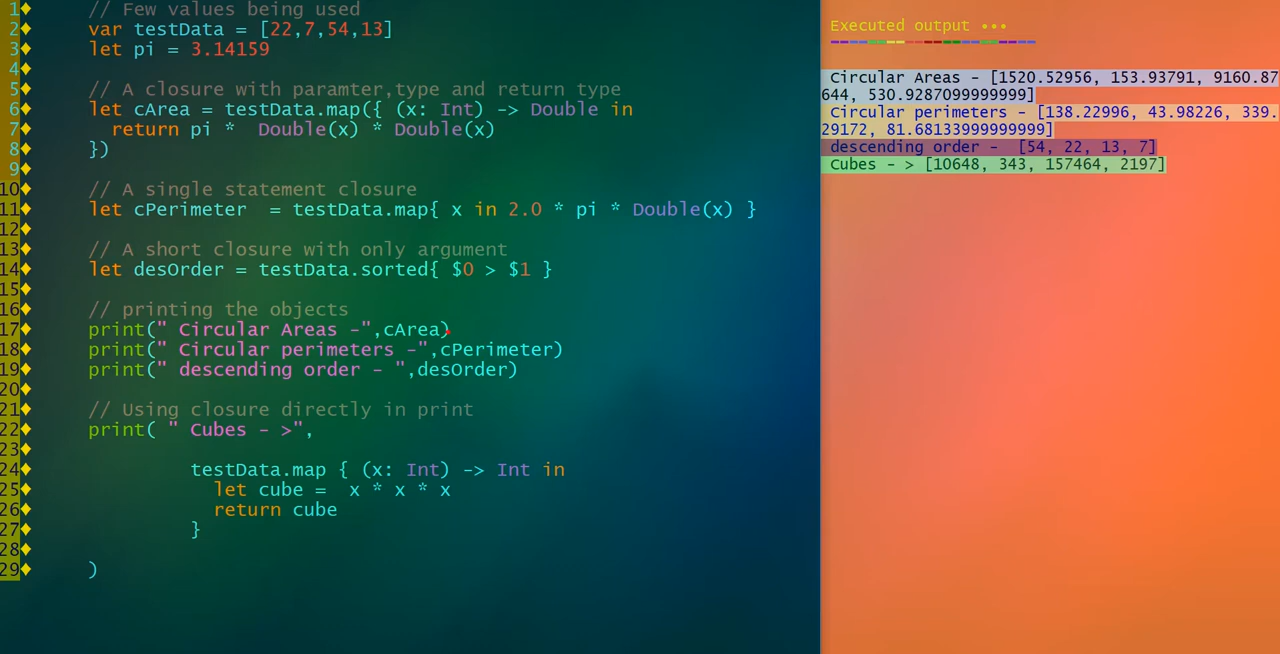 1 // Few values being used
2 var testData = [22,7,54,13]
3 let pi = 3.14159
4
5 // A closure with paramter,type and return type
6 let cArea = testData.map({ (x: Int) -> Double in
7 return pi * Double(x) * Double(x)
8 })
9
10 // A single statement closure
11 let cPerimeter = testData.map{ x in 2.0 * pi * Double(x) }
12
13 // A short closure with only argument
14 let desOrder = testData.sorted{ $0 > $1 }
15
16 // printing the objects
17 print(" Circular Areas -",cArea)
18 print(" Circular perimeters -",cPerimeter)
19 print(" descending order - ",desOrder)
20
21 // Using closure directly in print
22 print( " Cubes - >",
23
24 testData.map { (x: Int) -> Int in
25 let cube = x * x * x
26 return cube
27 }
28
29 )
Executed output •••
Circular Areas - [1520.52956, 153.93791, 9160.87
644, 530.9287099999999]
Circular perimeters - [138.22996, 43.98226, 339.
29172, 81.68133999999999]
descending order - [54, 22, 13, 7]
Cubes - > [10648, 343, 157464, 2197]